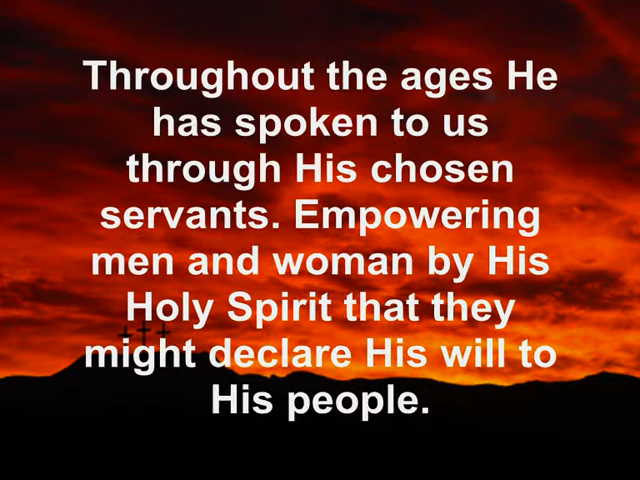 Throughout the ages He
has spoken to us
through His chosen
servants. Empowering
men and woman by His
Holy Spirit that they
might declare His will to
His people.